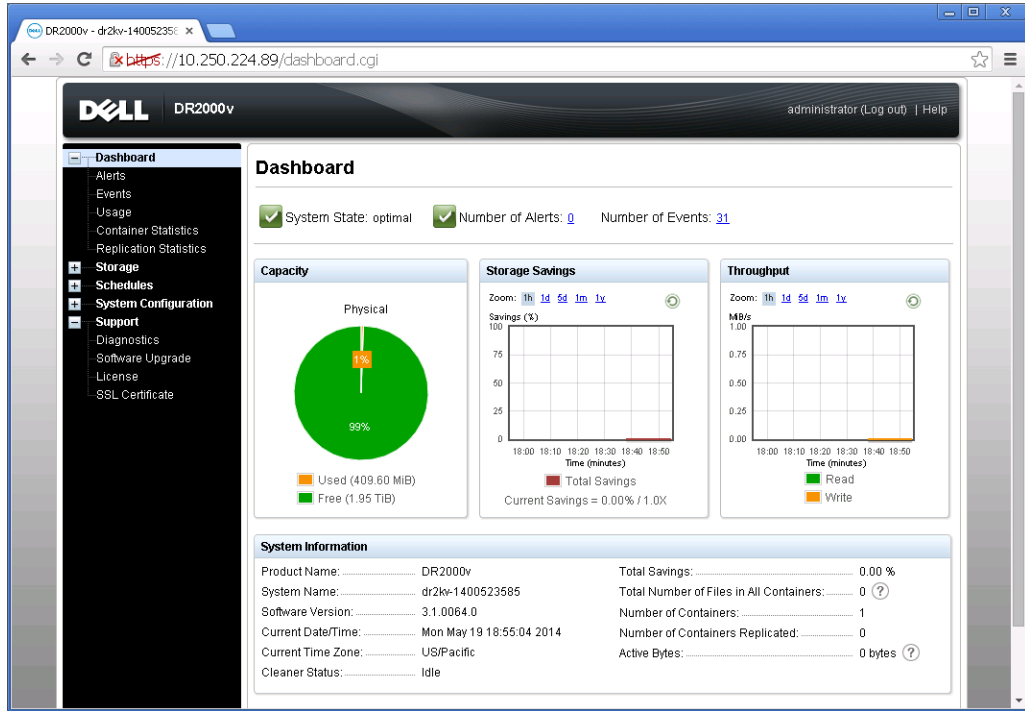 DELL
DR2000v - dr2kv-14005235
https://10.250.224.89/dashboard.cgi
DELL DR2000v
administrator (Log out) | Help
Dashboard
Alerts
Events
Usage
Container Statistics
Replication Statistics
Storage
Schedules
System Configuration
Support
Diagnostics
Software Upgrade
License
SSL Certificate
Dashboard
System State: optimal Number of Alerts: 0 Number of Events: 31
Capacity
Physical
1%
99%
Used (409.60 MiB)
Free (1.95 TiB)
Storage Savings
Zoom: 1h 1d 5d 1m 1y
Savings (%)
100
75
50
25
0
18:00 18:10 18:20 18:30 18:40 18:50
Time (minutes)
Total Savings
Current Savings = 0.00% / 1.0X
Throughput
Zoom: 1h 1d 5d 1m 1y
MiB/s
1.00
0.75
0.50
0.25
0.00
18:00 18:10 18:20 18:30 18:40 18:50
Time (minutes)
Read
Write
System Information
Product Name: DR2000v
System Name: dr2kv-1400523585
Software Version: 3.1.0064.0
Current Date/Time: Mon May 19 18:55:04 2014
Current Time Zone: US/Pacific
Cleaner Status: Idle
Total Savings: 0.00 %
Total Number of Files in All Containers: 0 ?
Number of Containers: 1
Number of Containers Replicated: 0
Active Bytes: 0 bytes ?